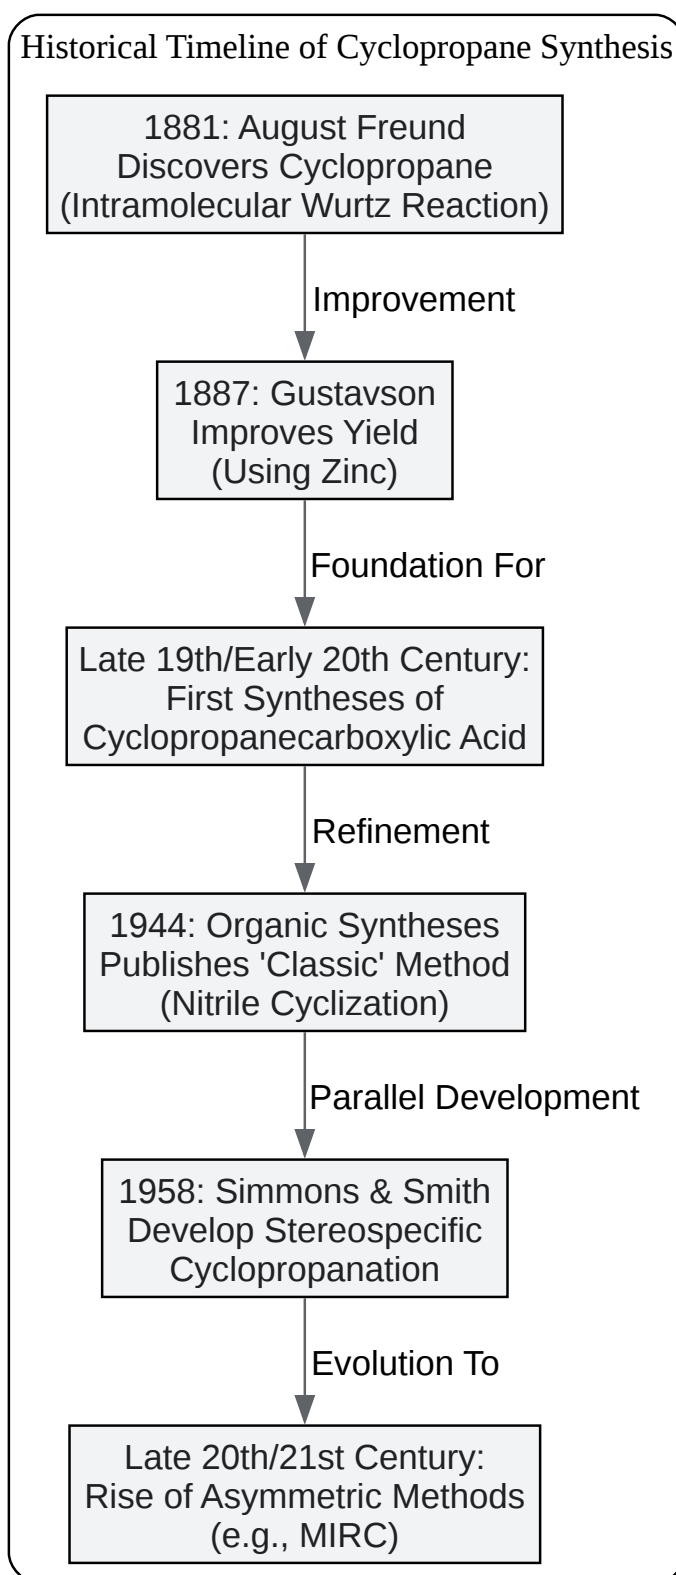 Historical Timeline of Cyclopropane Synthesis
1881: August Freund
Discovers Cyclopropane
(Intramolecular Wurtz Reaction)
Improvement
1887: Gustavson
Improves Yield
(Using Zinc)
Foundation For
Late 19th/Early 20th Century:
First Syntheses of
Cyclopropanecarboxylic Acid
Refinement
1944: Organic Syntheses
Publishes 'Classic' Method
(Nitrile Cyclization)
Parallel Development
1958: Simmons & Smith
Develop Stereospecific
Cyclopropanation
Evolution To
Late 20th/21st Century:
Rise of Asymmetric Methods
(e.g., MIRC)